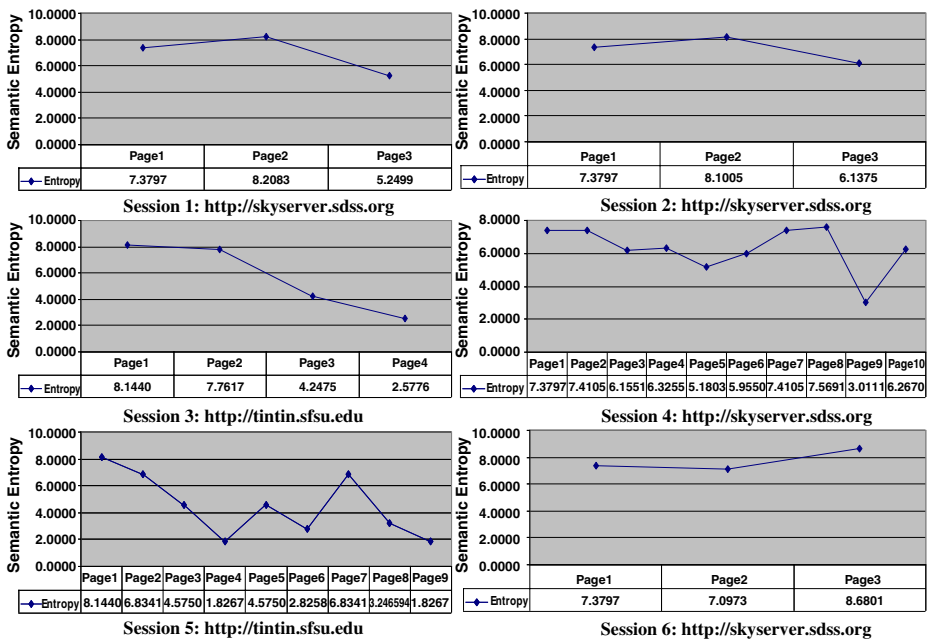 Semantic Entropy
10.0000
8.0000
6.0000
4.0000
2.0000
0.0000
Page1 Page2 Page3
Entropy 7.3797 8.2083 5.2499
Session 1: http://skyserver.sdss.org
Semantic Entropy
10.0000
8.0000
6.0000
4.0000
2.0000
0.0000
Page1 Page2 Page3
Entropy 7.3797 8.1005 6.1375
Session 2: http://skyserver.sdss.org
Semantic Entropy
10.0000
8.0000
6.0000
4.0000
2.0000
0.0000
Page1 Page2 Page3 Page4
Entropy 8.1440 7.7617 4.2475 2.5776
Session 3: http://tintin.sfsu.edu
Semantic Entropy
8.0000
6.0000
4.0000
2.0000
0.0000
Page1 Page2 Page3 Page4 Page5 Page6 Page7 Page8 Page9 Page10
Entropy 7.3797 7.4105 6.1551 6.3255 5.1803 5.9550 7.4105 7.5691 3.0111 6.2670
Session 4: http://skyserver.sdss.org
Semantic Entropy
10.0000
8.0000
6.0000
4.0000
2.0000
0.0000
Page1 Page2 Page3 Page4 Page5 Page6 Page7 Page8 Page9
Entropy 8.1440 6.8341 4.5750 1.8267 4.5750 2.8258 6.8341 3.246594 1.8267
Session 5: http://tintin.sfsu.edu
Semantic Entropy
10.0000
8.0000
6.0000
4.0000
2.0000
0.0000
Page1 Page2 Page3
Entropy 7.3797 7.0973 8.6801
Session 6: http://skyserver.sdss.org